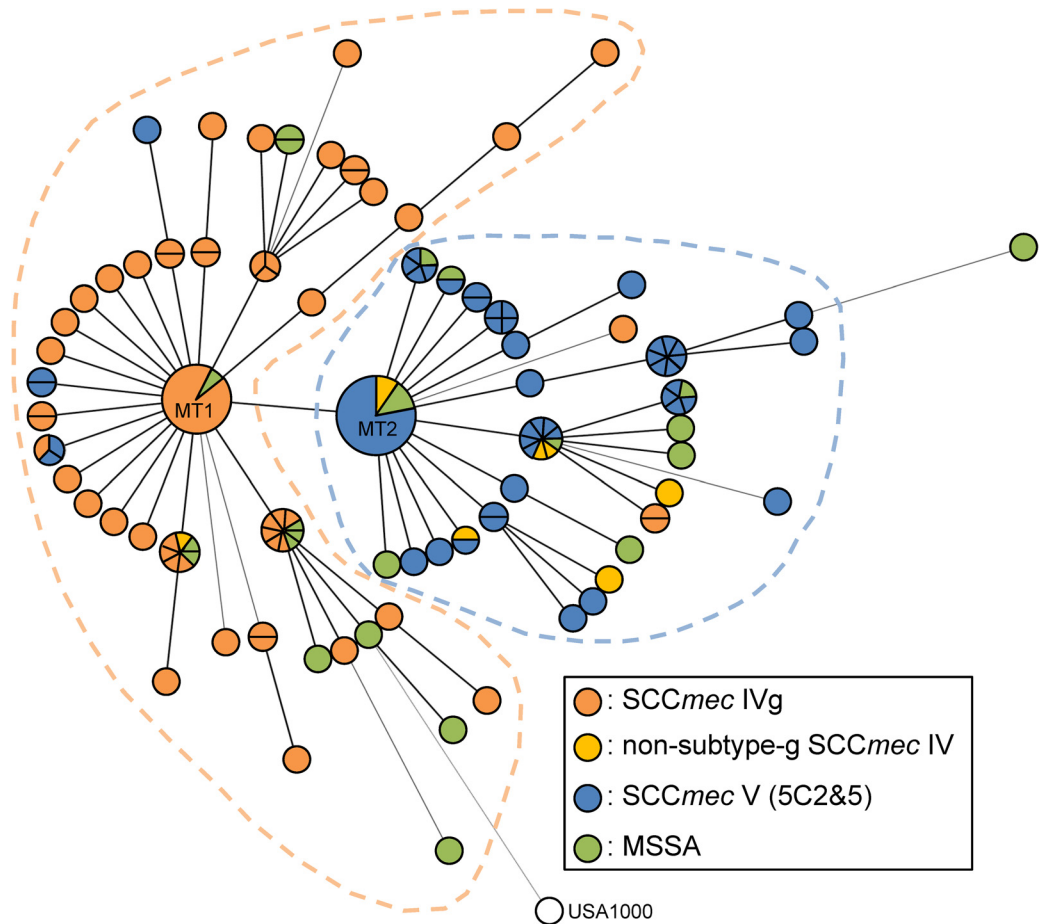 MT1
MT2
: SCCmec IVg
: non-subtype-g SCCmec IV
: SCCmec V (5C2&5)
: MSSA
USA1000